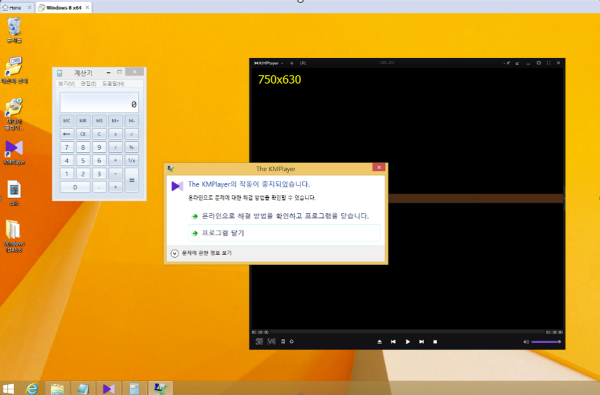 Home
Windows 8 x64
계산기
보기(V) 편집(E) 도움말(H)
0
MC MR MS M+ M-
CE C ± √
7 8 9 / %
4 5 6 * 1/x
1 2 3 - =
0 . +
KMPlayer
750x630
The KMPlayer
The KMPlayer의 작동이 중지되었습니다.
온라인으로 문제에 대한 해결 방법을 확인할 수 있습니다.
온라인으로 해결 방법을 확인하고 프로그램을 닫습니다.
프로그램 닫기
문제에 관한 정보 보기
KMPlayer
Windows